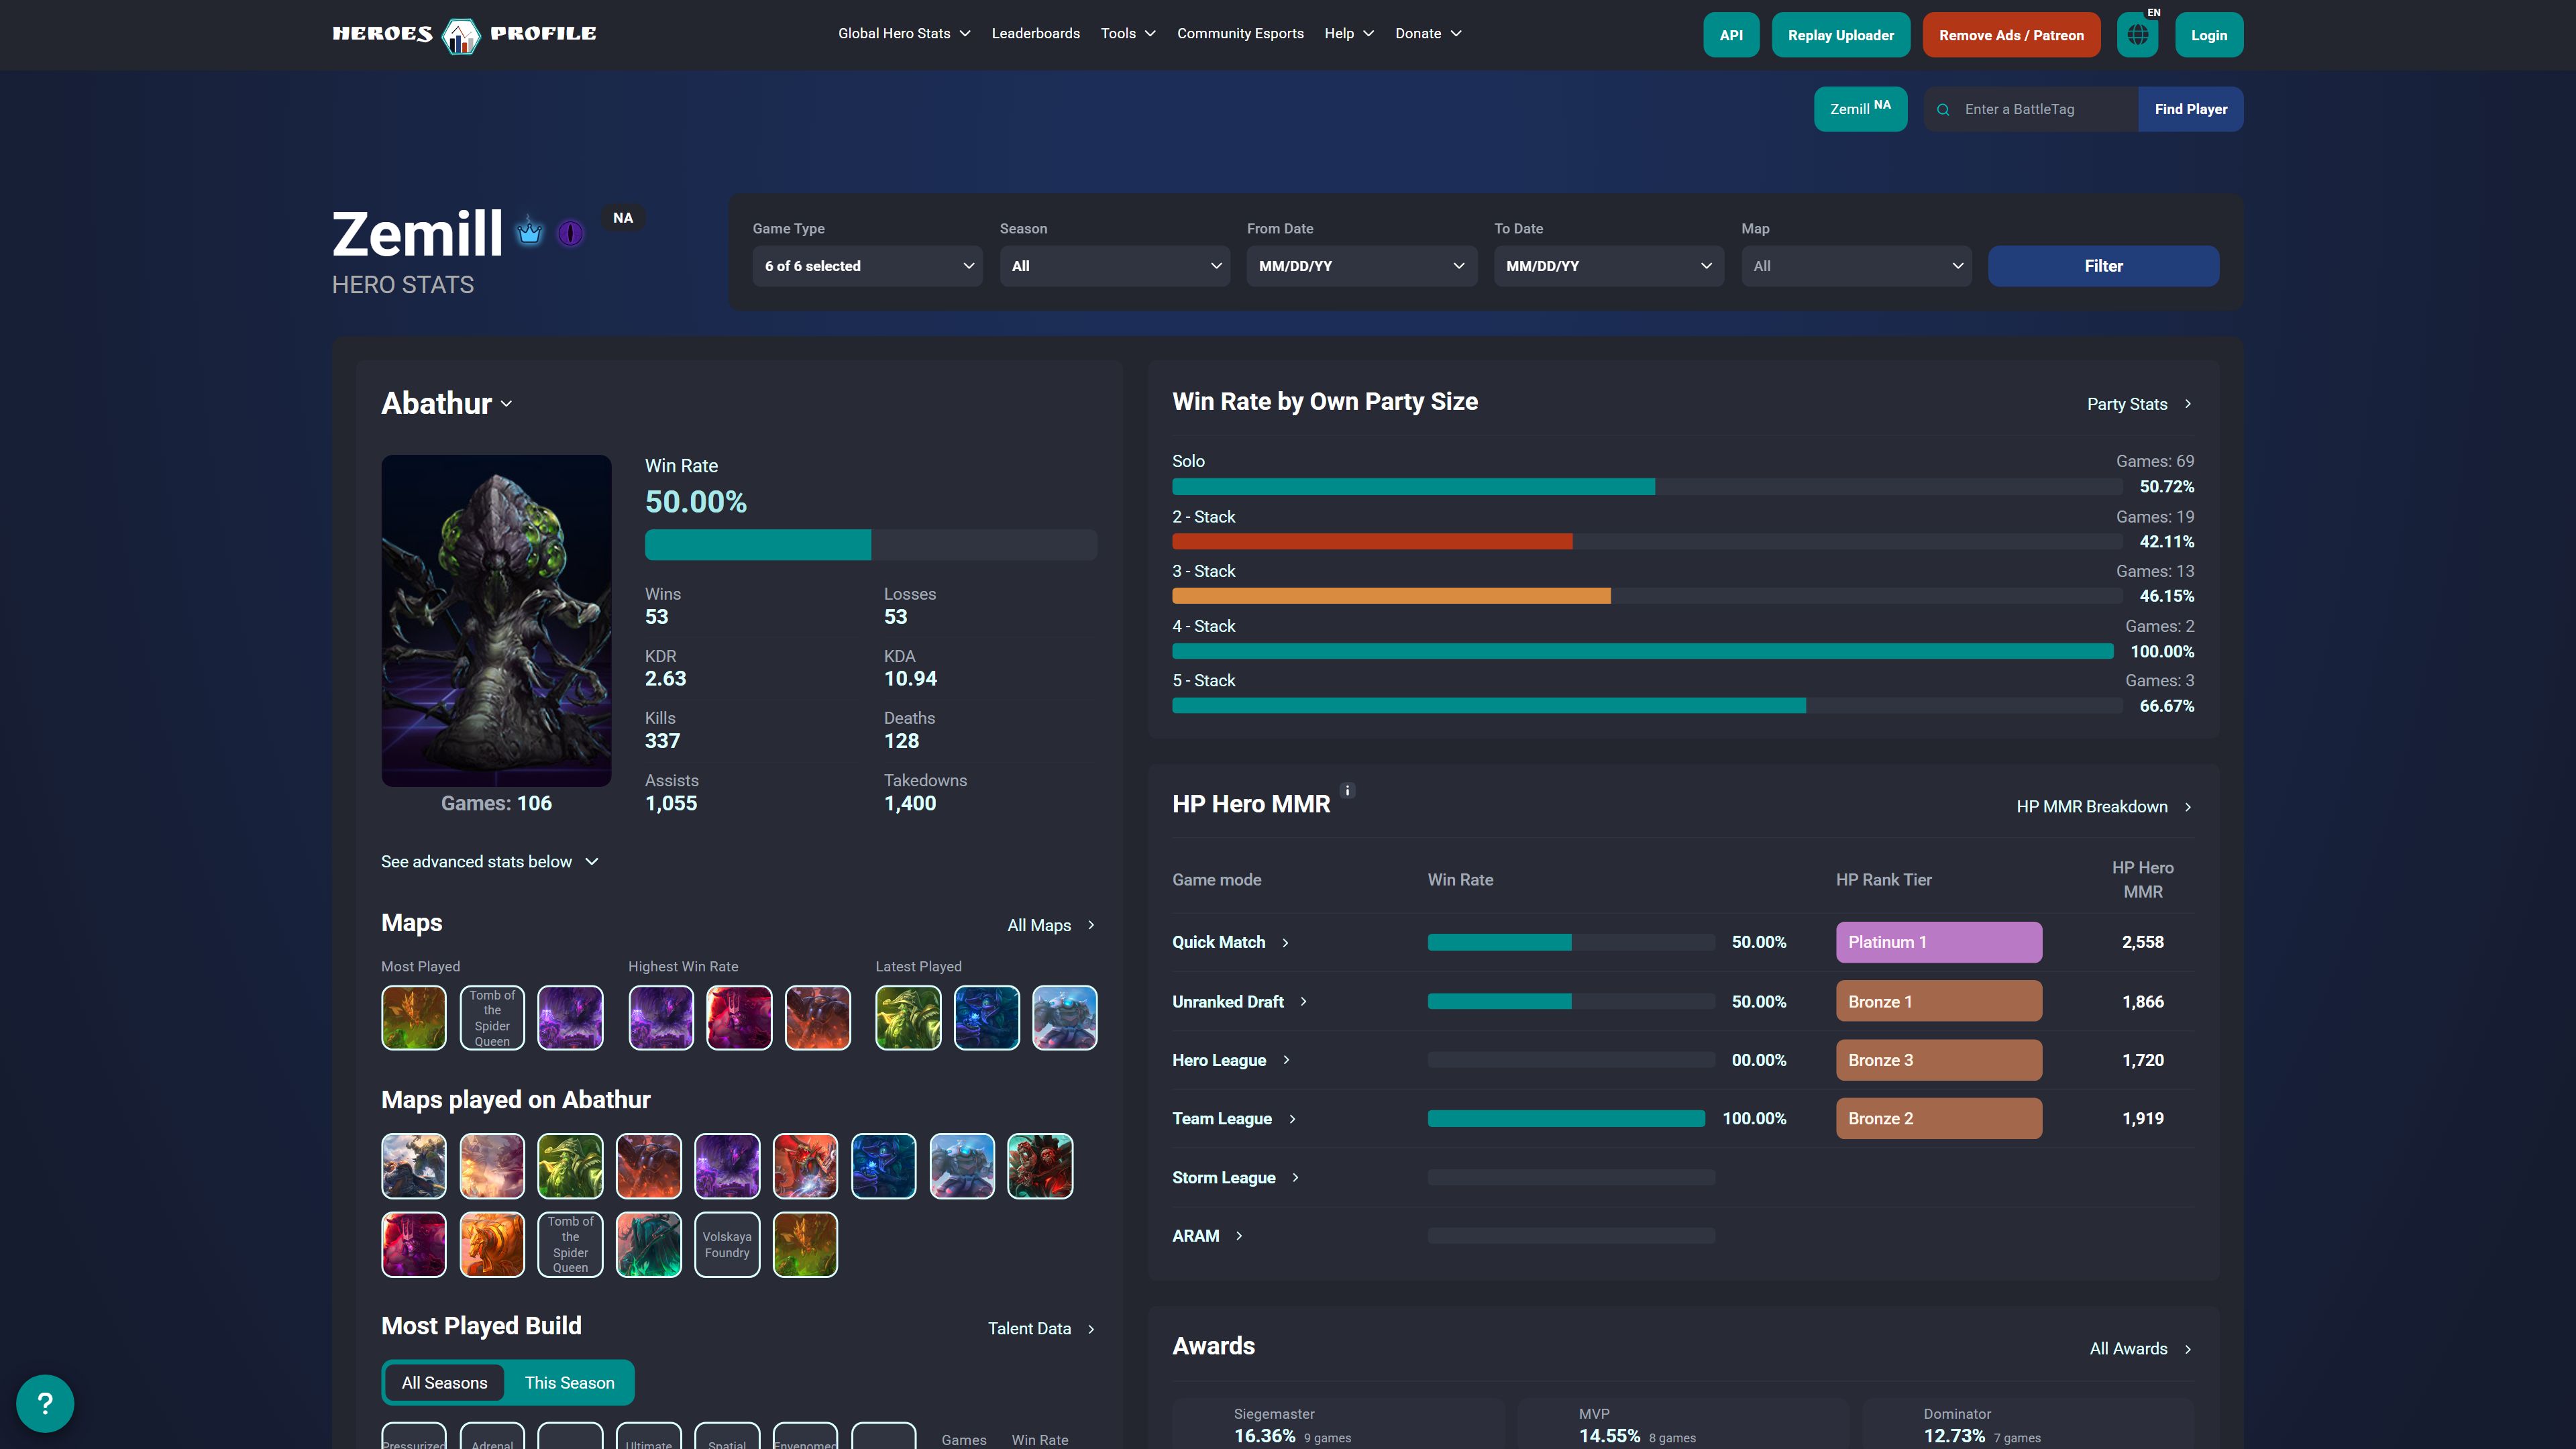 HEROES PROFILE
Global Hero Stats
Leaderboards
Tools
Community Esports
Help
Donate
API
Replay Uploader
Remove Ads / Patreon
EN
Login
Zemill NA
Enter a BattleTag
Find Player
Zemill
NA
HERO STATS
Game Type
6 of 6 selected
Season
All
From Date
MM/DD/YY
To Date
MM/DD/YY
Map
All
Filter
Abathur
Win Rate
50.00%
Wins
53
Losses
53
KDR
2.63
KDA
10.94
Kills
337
Deaths
128
Assists
1,055
Takedowns
1,400
Games: 106
See advanced stats below
Maps
All Maps
Most Played
Tomb of
the
Spider
Queen
Highest Win Rate
Latest Played
Maps played on Abathur
Tomb of
the
Spider
Queen
Volskaya
Foundry
Most Played Build
Talent Data
All Seasons
This Season
Pressurized
Adrenal
Ultimate
Spatial
Envenomed
Games
Win Rate
Win Rate by Own Party Size
Party Stats
Solo
Games: 69
50.72%
2 - Stack
Games: 19
42.11%
3 - Stack
Games: 13
46.15%
4 - Stack
Games: 2
100.00%
5 - Stack
Games: 3
66.67%
HP Hero MMR
i
HP MMR Breakdown
Game mode
Win Rate
HP Rank Tier
HP Hero
MMR
Quick Match
50.00%
Platinum 1
2,558
Unranked Draft
50.00%
Bronze 1
1,866
Hero League
00.00%
Bronze 3
1,720
Team League
100.00%
Bronze 2
1,919
Storm League
ARAM
Awards
All Awards
Siegemaster
16.36% 9 games
MVP
14.55% 8 games
Dominator
12.73% 7 games
?